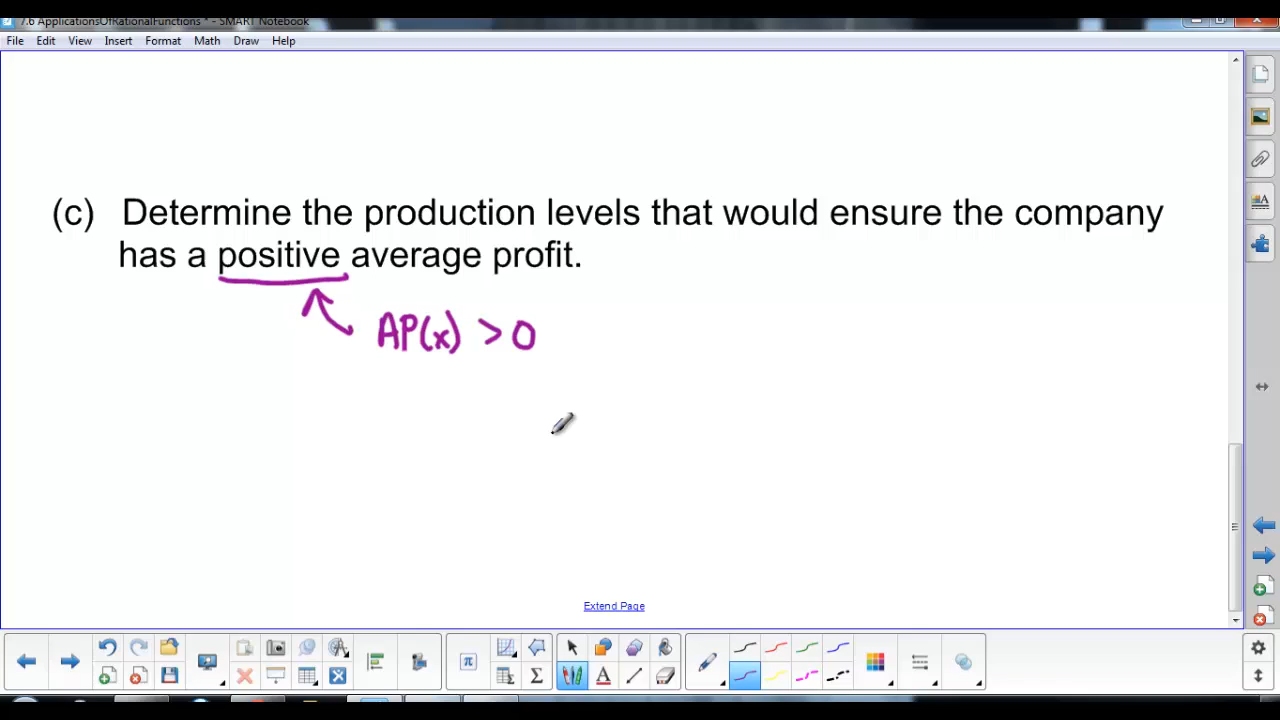 7.6 ApplicationsOfRationalFunctions * - SMART Notebook
File Edit View Insert Format Math Draw Help
(c) Determine the production levels that would ensure the company
has a positive average profit.
AP(x) > 0
Extend Page